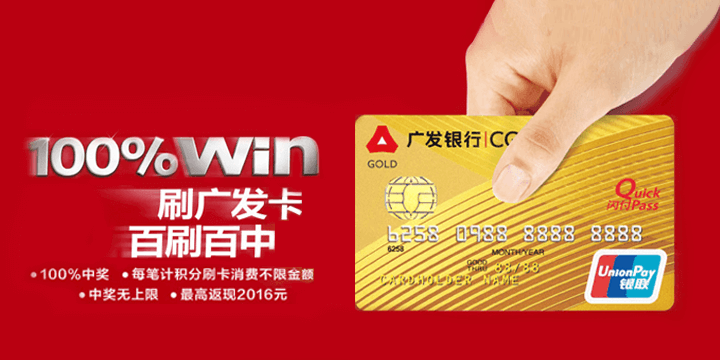 100%Win
刷广发卡
百刷百中
• 100%中奖 • 每笔计积分刷卡消费不限金额
• 中奖无上限 • 最高返现2016元
广发银行|CG
GOLD
Quick
闪付Pass
6258 0988 8888 8888
6258
MONTH/YEAR
GOOD
THRU 88/88
CARDHOLDER NAME
UnionPay
银联